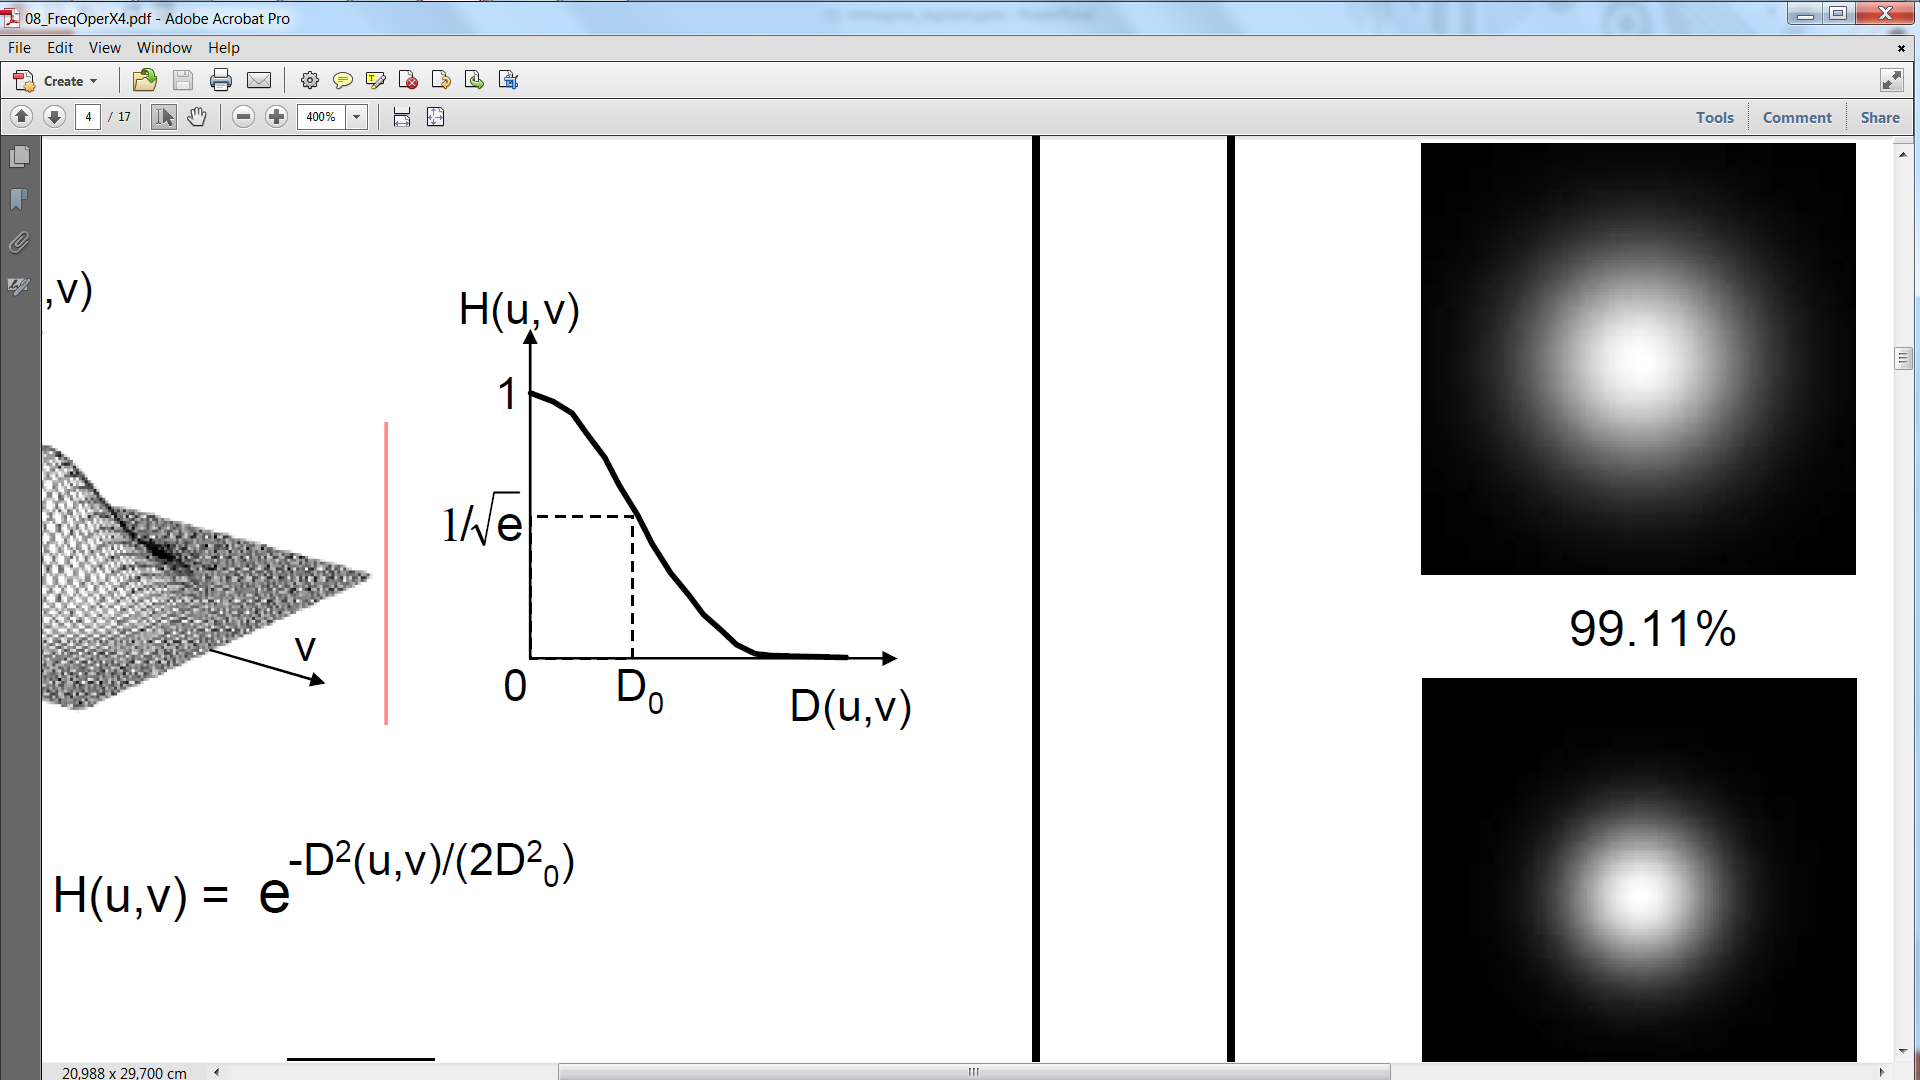 08_FreqOperX4.pdf - Adobe Acrobat Pro
File Edit View Window Help
Create
4 / 17 400% Tools Comment Share
,v)
H(u,v)
1
1/√e
v
0 D₀
D(u,v)
H(u,v) = e^-D²(u,v)/(2D²₀)
99.11%
20,988 x 29,700 cm